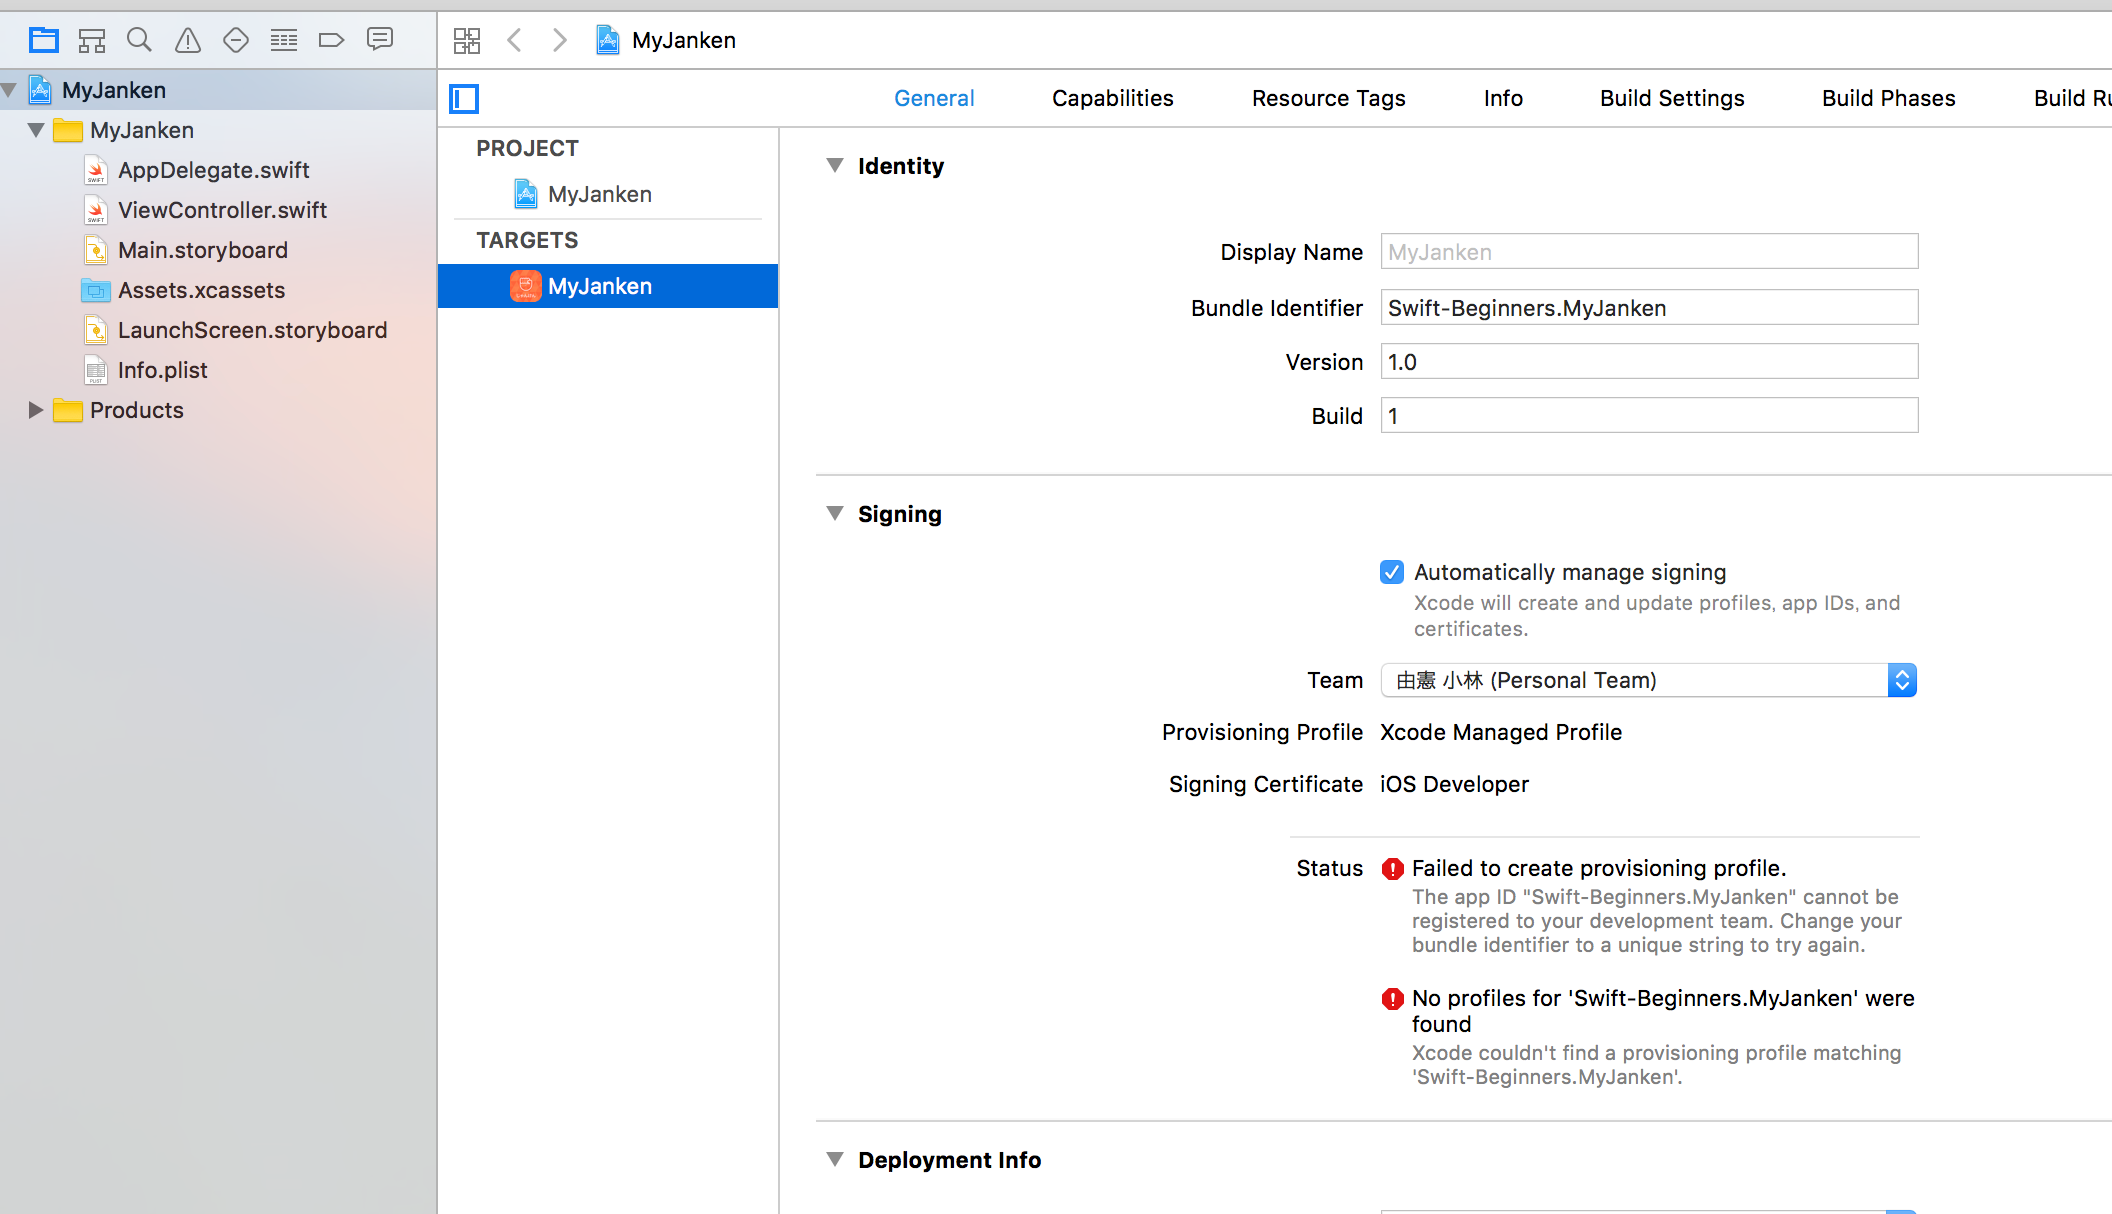 MyJanken
MyJanken
MyJanken
AppDelegate.swift
ViewController.swift
Main.storyboard
Assets.xcassets
LaunchScreen.storyboard
Info.plist
Products
General
Capabilities
Resource Tags
Info
Build Settings
Build Phases
Build Ru
PROJECT
MyJanken
TARGETS
MyJanken
Identity
Display Name
MyJanken
Bundle Identifier
Swift-Beginners.MyJanken
Version
1.0
Build
1
Signing
Automatically manage signing
Xcode will create and update profiles, app IDs, and
certificates.
Team
由憲 小林 (Personal Team)
Provisioning Profile
Xcode Managed Profile
Signing Certificate
iOS Developer
Status
Failed to create provisioning profile.
The app ID "Swift-Beginners.MyJanken" cannot be
registered to your development team. Change your
bundle identifier to a unique string to try again.
No profiles for 'Swift-Beginners.MyJanken' were
found
Xcode couldn't find a provisioning profile matching
'Swift-Beginners.MyJanken'.
Deployment Info